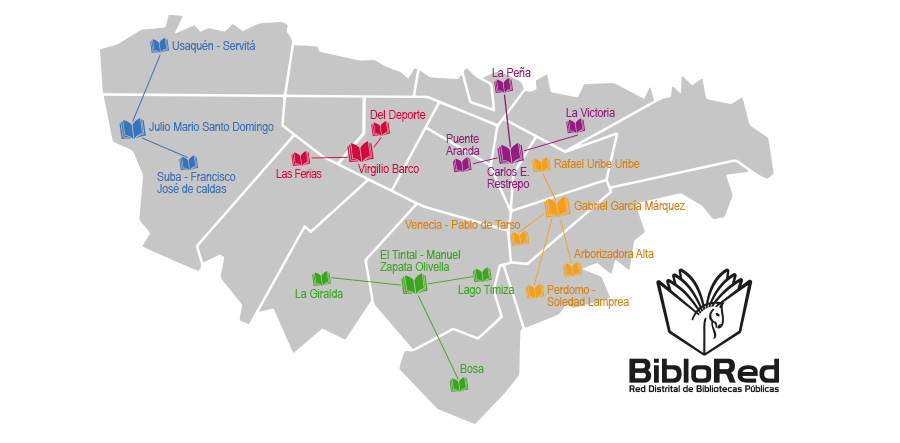 Usaquén - Servitá
Julio Mario Santo Domingo
Suba - Francisco
José de caldas
Del Deporte
Las Ferias
Virgilio Barco
La Peña
La Victoria
Puente
Aranda
Carlos E.
Restrepo
Rafael Uribe Uribe
Gabriel García Márquez
Venecia - Pablo de Tarso
Arborizadora Alta
Perdomo -
Soledad Lamprea
El Tintal - Manuel
Zapata Olivella
La Giralda
Lago Timiza
Bosa
BibloRed
Red Distrital de Bibliotecas Públicas